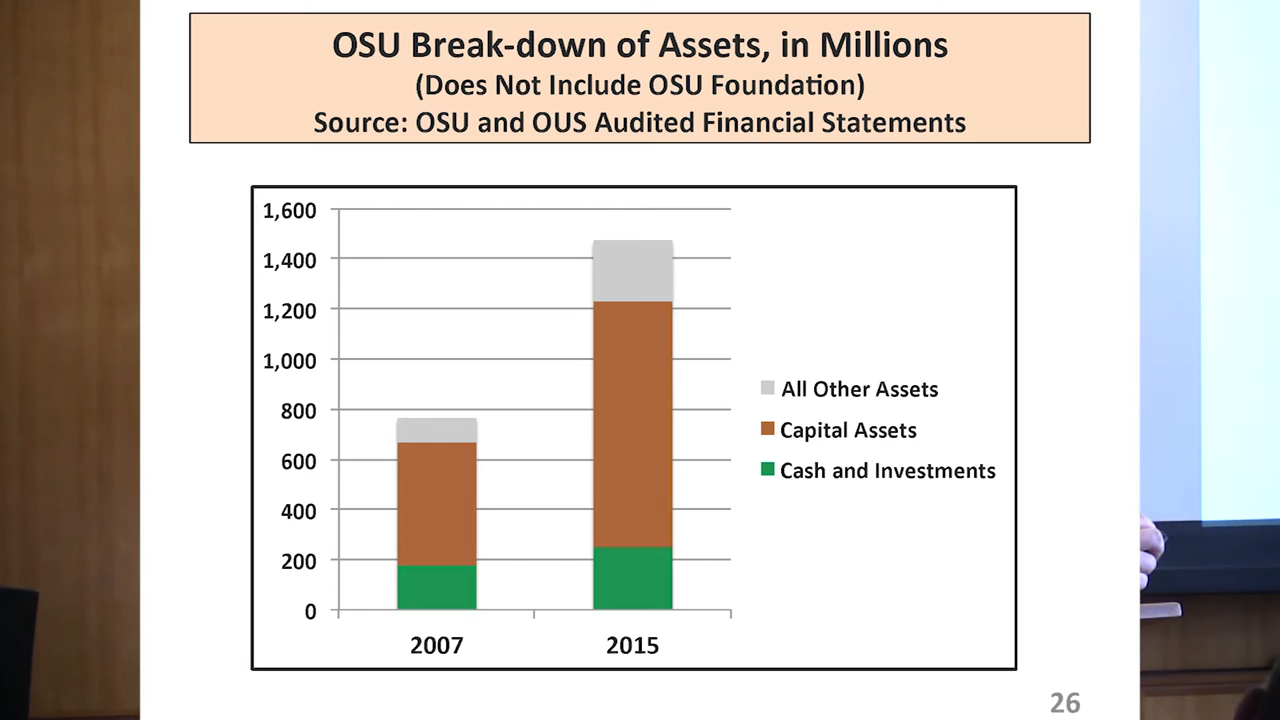 OSU Break-down of Assets, in Millions
(Does Not Include OSU Foundation)
Source: OSU and OUS Audited Financial Statements
1,600
1,400
1,200
1,000
800
600
400
200
0
2007
2015
All Other Assets
Capital Assets
Cash and Investments
26